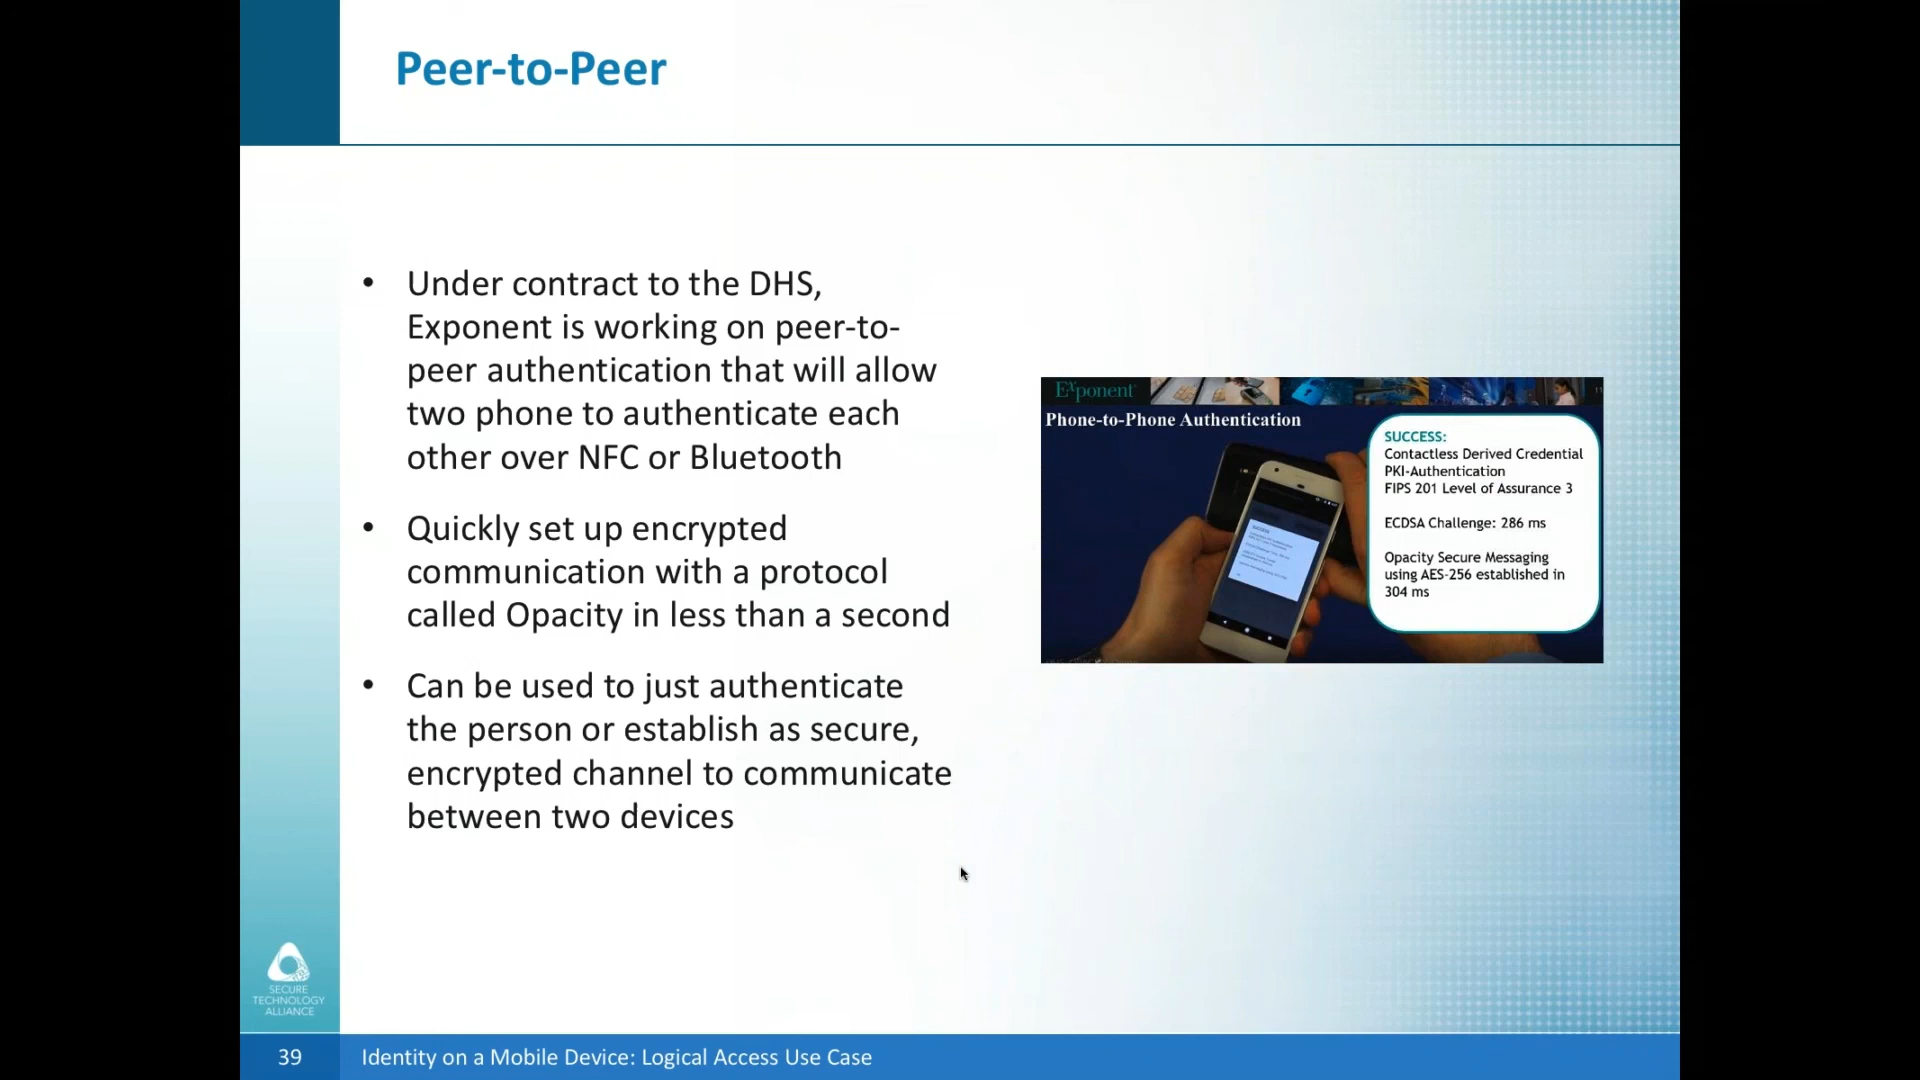 Peer-to-Peer
• Under contract to the DHS,
Exponent is working on peer-to-
peer authentication that will allow
two phone to authenticate each
other over NFC or Bluetooth
• Quickly set up encrypted
communication with a protocol
called Opacity in less than a second
• Can be used to just authenticate
the person or establish as secure,
encrypted channel to communicate
between two devices
Exponent
Phone-to-Phone Authentication
SUCCESS:
Contactless Derived Credential
PKI-Authentication
FIPS 201 Level of Assurance 3
ECDSA Challenge: 286 ms
Opacity Secure Messaging
using AES-256 established in
304 ms
SECURE
TECHNOLOGY
ALLIANCE
39
Identity on a Mobile Device: Logical Access Use Case